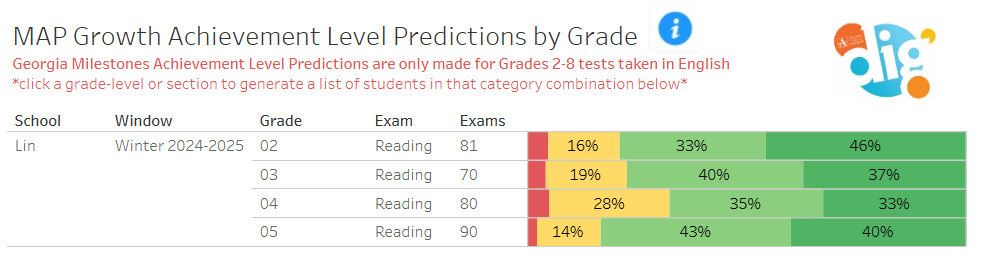 MAP Growth Achievement Level Predictions by Grade
i
Georgia Milestones Achievement Level Predictions are only made for Grades 2-8 tests taken in English
*click a grade-level or section to generate a list of students in that category combination below*
dig
School Window Grade Exam Exams
Lin Winter 2024-2025 02 Reading 81 16% 33% 46%
03 Reading 70 19% 40% 37%
04 Reading 80 28% 35% 33%
05 Reading 90 14% 43% 40%